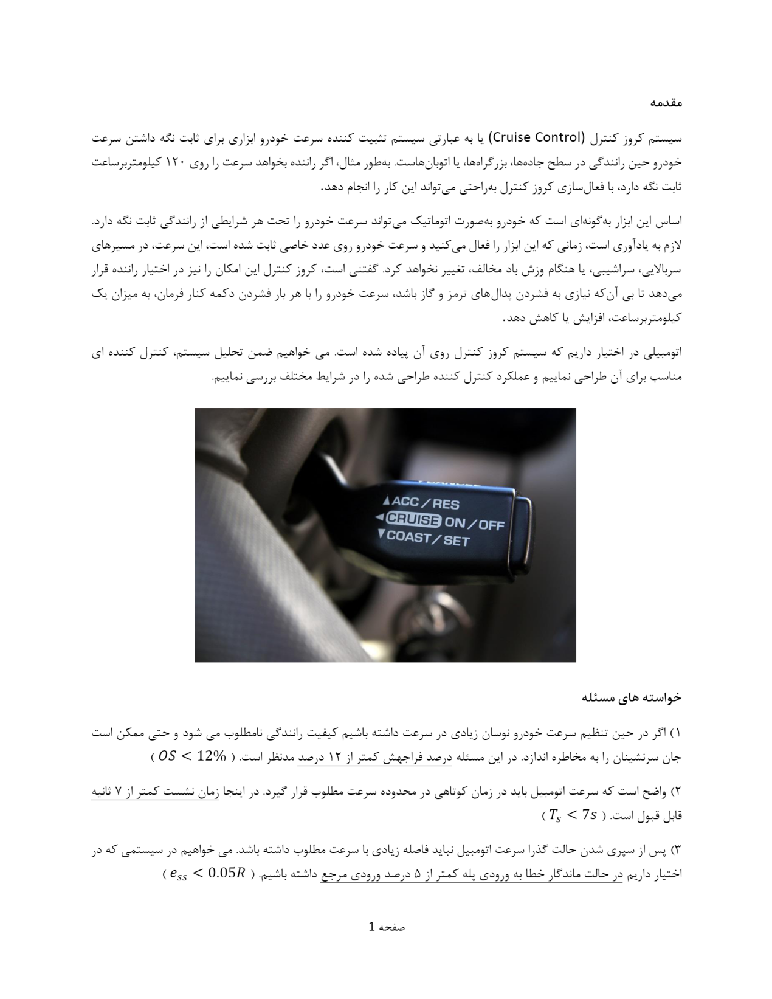 مقدمه
سیستم کروز کنترل (Cruise Control) یا به عبارتی سیستم تثبیت کننده سرعت خودرو ابزاری برای ثابت نگه داشتن سرعت
خودرو حین رانندگی در سطح جاده‌ها، بزرگراه‌ها، یا اتوبان‌هاست. به‌طور مثال، اگر راننده بخواهد سرعت را روی ۱۲۰ کیلومتربرساعت
ثابت نگه دارد، با فعال‌سازی کروز کنترل به‌راحتی می‌تواند این کار را انجام دهد.
اساس این ابزار به‌گونه‌ای است که خودرو به‌صورت اتوماتیک می‌تواند سرعت خودرو را تحت هر شرایطی از رانندگی ثابت نگه دارد.
لازم به یادآوری است، زمانی که این ابزار را فعال می‌کنید و سرعت خودرو روی عدد خاصی ثابت شده است، این سرعت، در مسیرهای
سربالایی، سراشیبی، یا هنگام وزش باد مخالف، تغییر نخواهد کرد. گفتنی است، کروز کنترل این امکان را نیز در اختیار راننده قرار
می‌دهد تا بی آن‌که نیازی به فشردن پدال‌های ترمز و گاز باشد، سرعت خودرو را با هر بار فشردن دکمه کنار فرمان، به میزان یک
کیلومتربرساعت، افزایش یا کاهش دهد.
اتومبیلی در اختیار داریم که سیستم کروز کنترل روی آن پیاده شده است. می خواهیم ضمن تحلیل سیستم، کنترل کننده ای
مناسب برای آن طراحی نماییم و عملکرد کنترل کننده طراحی شده را در شرایط مختلف بررسی نماییم.
▲ACC/RES
◄CRUISE ON/OFF
▼COAST/SET
خواسته های مسئله
۱) اگر در حین تنظیم سرعت خودرو نوسان زیادی در سرعت داشته باشیم کیفیت رانندگی نامطلوب می شود و حتی ممکن است
جان سرنشینان را به مخاطره اندازد. در این مسئله درصد فراجهش کمتر از ۱۲ درصد مدنظر است. ( OS < 12% )
۲) واضح است که سرعت اتومبیل باید در زمان کوتاهی در محدوده سرعت مطلوب قرار گیرد. در اینجا زمان نشست کمتر از ۷ ثانیه
قابل قبول است. ( Tₛ < 7s )
۳) پس از سپری شدن حالت گذرا سرعت اتومبیل نباید فاصله زیادی با سرعت مطلوب داشته باشد. می خواهیم در سیستمی که در
اختیار داریم در حالت ماندگار خطا به ورودی پله کمتر از ۵ درصد ورودی مرجع داشته باشیم. ( eₛₛ < 0.05R )
صفحه 1